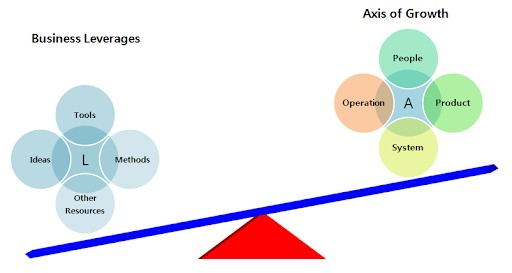 Axis of Growth
Business Leverages
People
Operation
A
Product
System
Tools
Ideas
L
Methods
Other
Resources